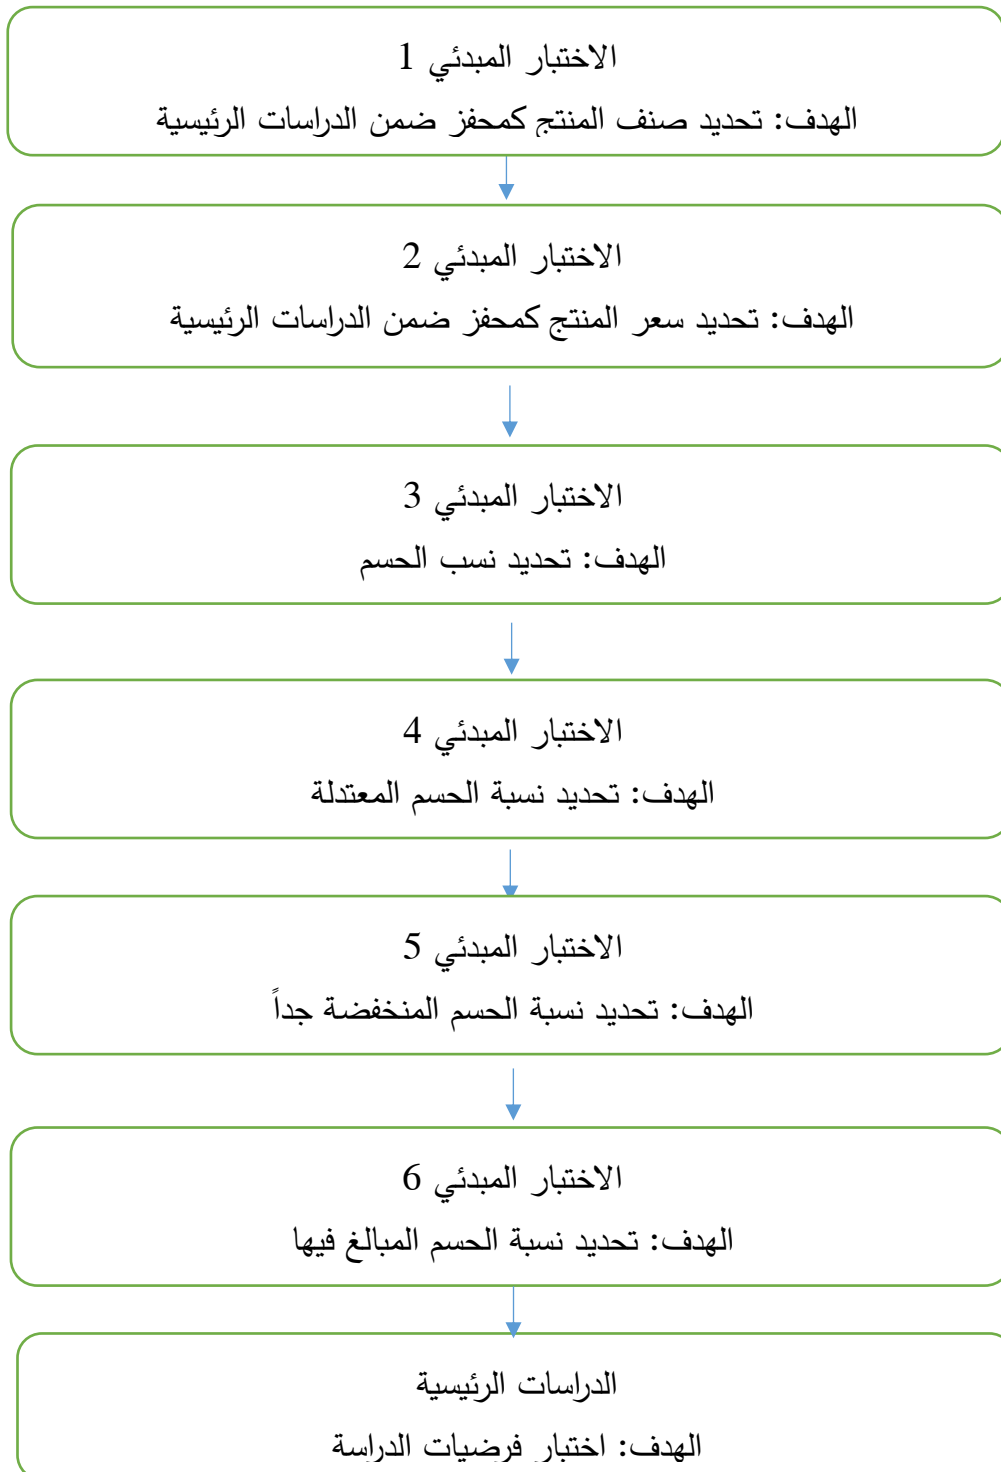 الاختبار المبدئي 1
الهدف: تحديد صنف المنتج كمحفز ضمن الدراسات الرئيسية
الاختبار المبدئي 2
الهدف: تحديد سعر المنتج كمحفز ضمن الدراسات الرئيسية
الاختبار المبدئي 3
الهدف: تحديد نسب الحسم
الاختبار المبدئي 4
الهدف: تحديد نسبة الحسم المعتدلة
الاختبار المبدئي 5
الهدف: تحديد نسبة الحسم المنخفضة جداً
الاختبار المبدئي 6
الهدف: تحديد نسبة الحسم المبالغ فيها
الدراسات الرئيسية
الهدف: اختبار فرضيات الدراسة